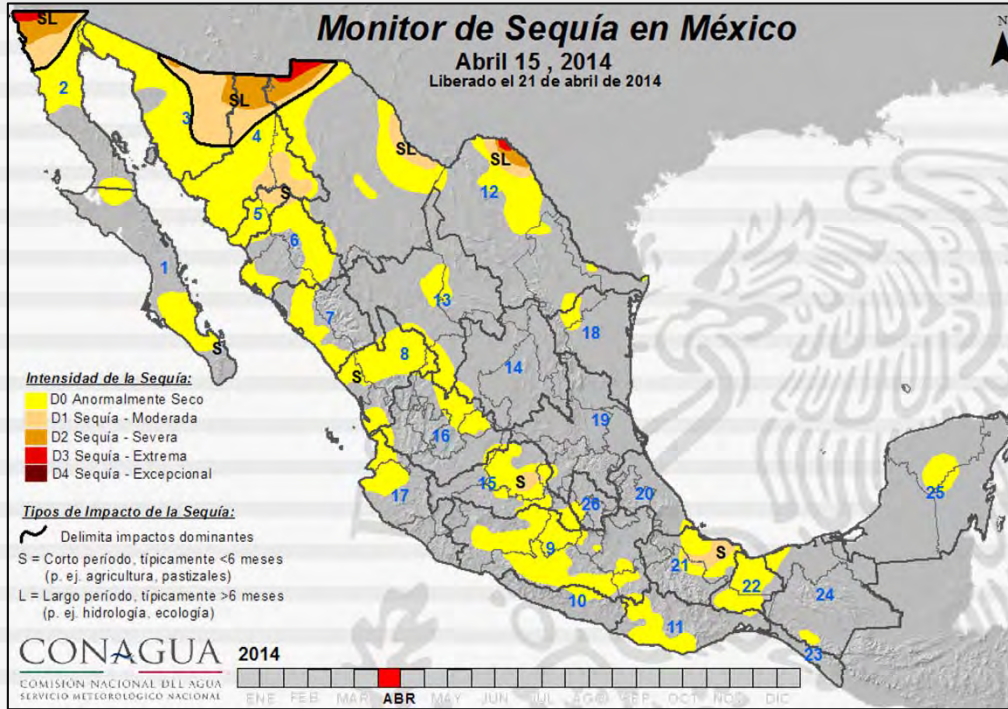 Monitor de Sequía en México
Abril 15 , 2014
Liberado el 21 de abril de 2014
N
SL
2
3
SL
4
SL
SL
12
S
5
6
1
13
18
7
S
8
S
14
16
19
15
S
17
26
20
25
9
S
21
22
24
10
11
23
Intensidad de la Sequía:
D0 Anormalmente Seco
D1 Sequía - Moderada
D2 Sequía - Severa
D3 Sequía - Extrema
D4 Sequía - Excepcional
Tipos de Impacto de la Sequía:
Delimita impactos dominantes
S = Corto período, típicamente <6 meses
(p. ej. agricultura, pastizales)
L = Largo período, típicamente >6 meses
(p. ej. hidrología, ecología)
CONAGUA
COMISIÓN NACIONAL DEL AGUA
SERVICIO METEOROLÓGICO NACIONAL
2014
ENE FEB MAR ABR MAY JUN JUL AGO SEP OCT NOV DIC